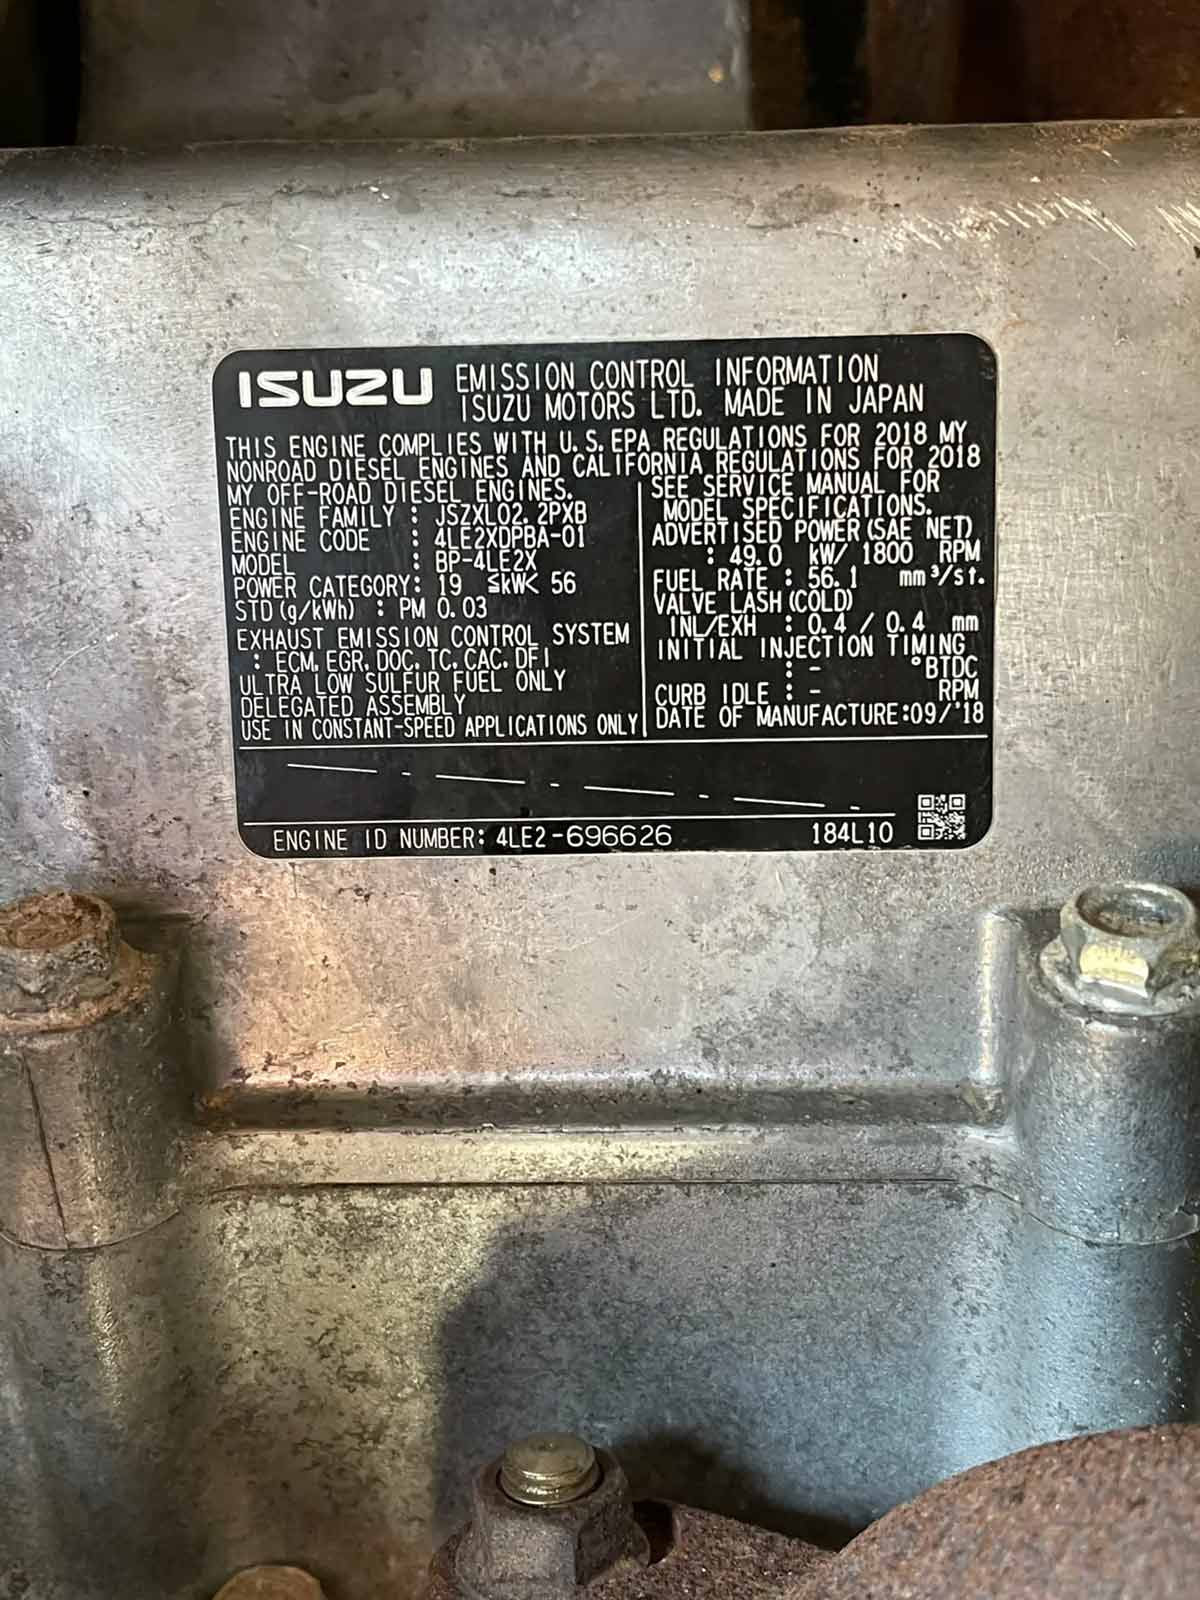 ISUZU EMISSION CONTROL INFORMATION
ISUZU MOTORS LTD. MADE IN JAPAN
THIS ENGINE COMPLIES WITH U.S.EPA REGULATIONS FOR 2018 MY
NONROAD DIESEL ENGINES AND CALIFORNIA REGULATIONS FOR 2018
MY OFF-ROAD DIESEL ENGINES.
ENGINE FAMILY : JSZXL02.2PXB
ENGINE CODE : 4LE2XDPBA-01
MODEL : BP-4LE2X
POWER CATEGORY: 19 ≦kW< 56
STD (g/kWh) : PM 0.03
EXHAUST EMISSION CONTROL SYSTEM
: ECM, EGR, DOC, TC, CAC, DFI
ULTRA LOW SULFUR FUEL ONLY
DELEGATED ASSEMBLY
USE IN CONSTANT-SPEED APPLICATIONS ONLY
SEE SERVICE MANUAL FOR
MODEL SPECIFICATIONS.
ADVERTISED POWER (SAE NET)
: 49.0 kW/ 1800 RPM
FUEL RATE : 56.1 mm³/st.
VALVE LASH (COLD)
INL/EXH : 0.4 / 0.4 mm
INITIAL INJECTION TIMING
: - °BTDC
CURB IDLE : - RPM
DATE OF MANUFACTURE:09/'18
ENGINE ID NUMBER: 4LE2-696626 184L10